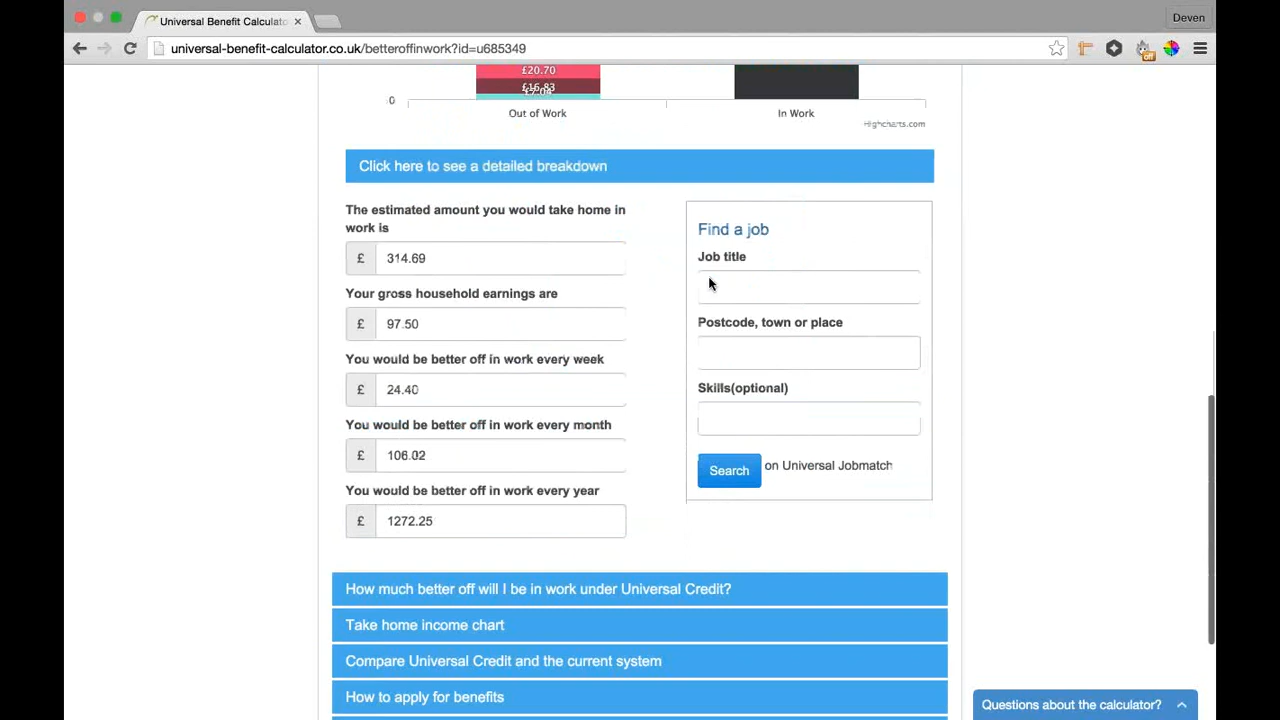 Universal Benefit Calculato
Deven
universal-benefit-calculator.co.uk/betteroffinwork?id=u685349
Off
£20.70
£16.83
0
Out of Work
In Work
Highcharts.com
Click here to see a detailed breakdown
The estimated amount you would take home in
work is
£ 314.69
Your gross household earnings are
£ 97.50
You would be better off in work every week
£ 24.40
You would be better off in work every month
£ 106.02
You would be better off in work every year
£ 1272.25
Find a job
Job title
Postcode, town or place
Skills(optional)
Search on Universal Jobmatch
How much better off will I be in work under Universal Credit?
Take home income chart
Compare Universal Credit and the current system
How to apply for benefits
Questions about the calculator?